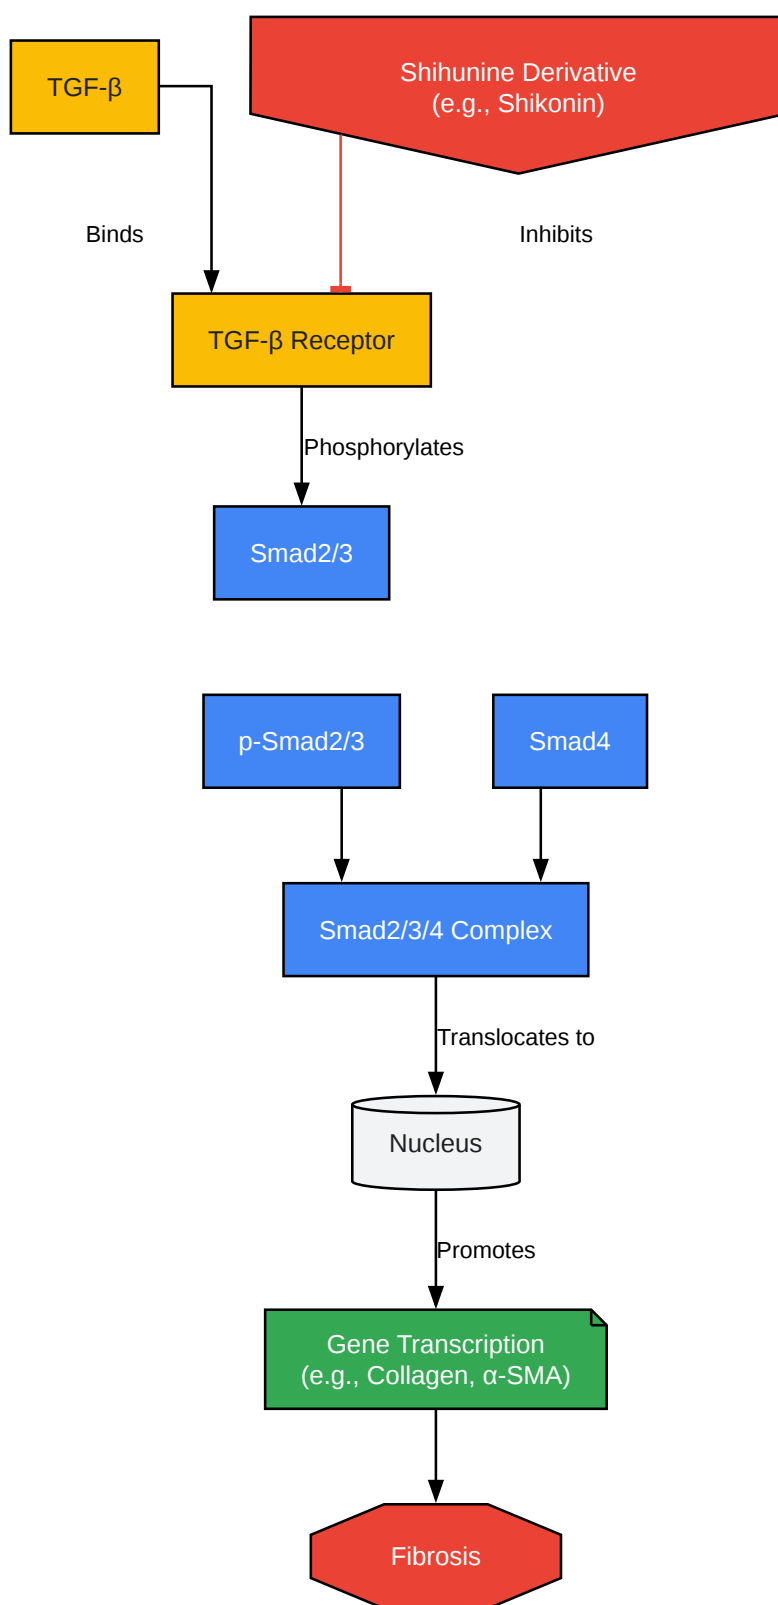 TGF-β
Shihunine Derivative
(e.g., Shikonin)
Binds
Inhibits
TGF-β Receptor
Phosphorylates
Smad2/3
p-Smad2/3
Smad4
Smad2/3/4 Complex
Translocates to
Nucleus
Promotes
Gene Transcription
(e.g., Collagen, α-SMA)
Fibrosis